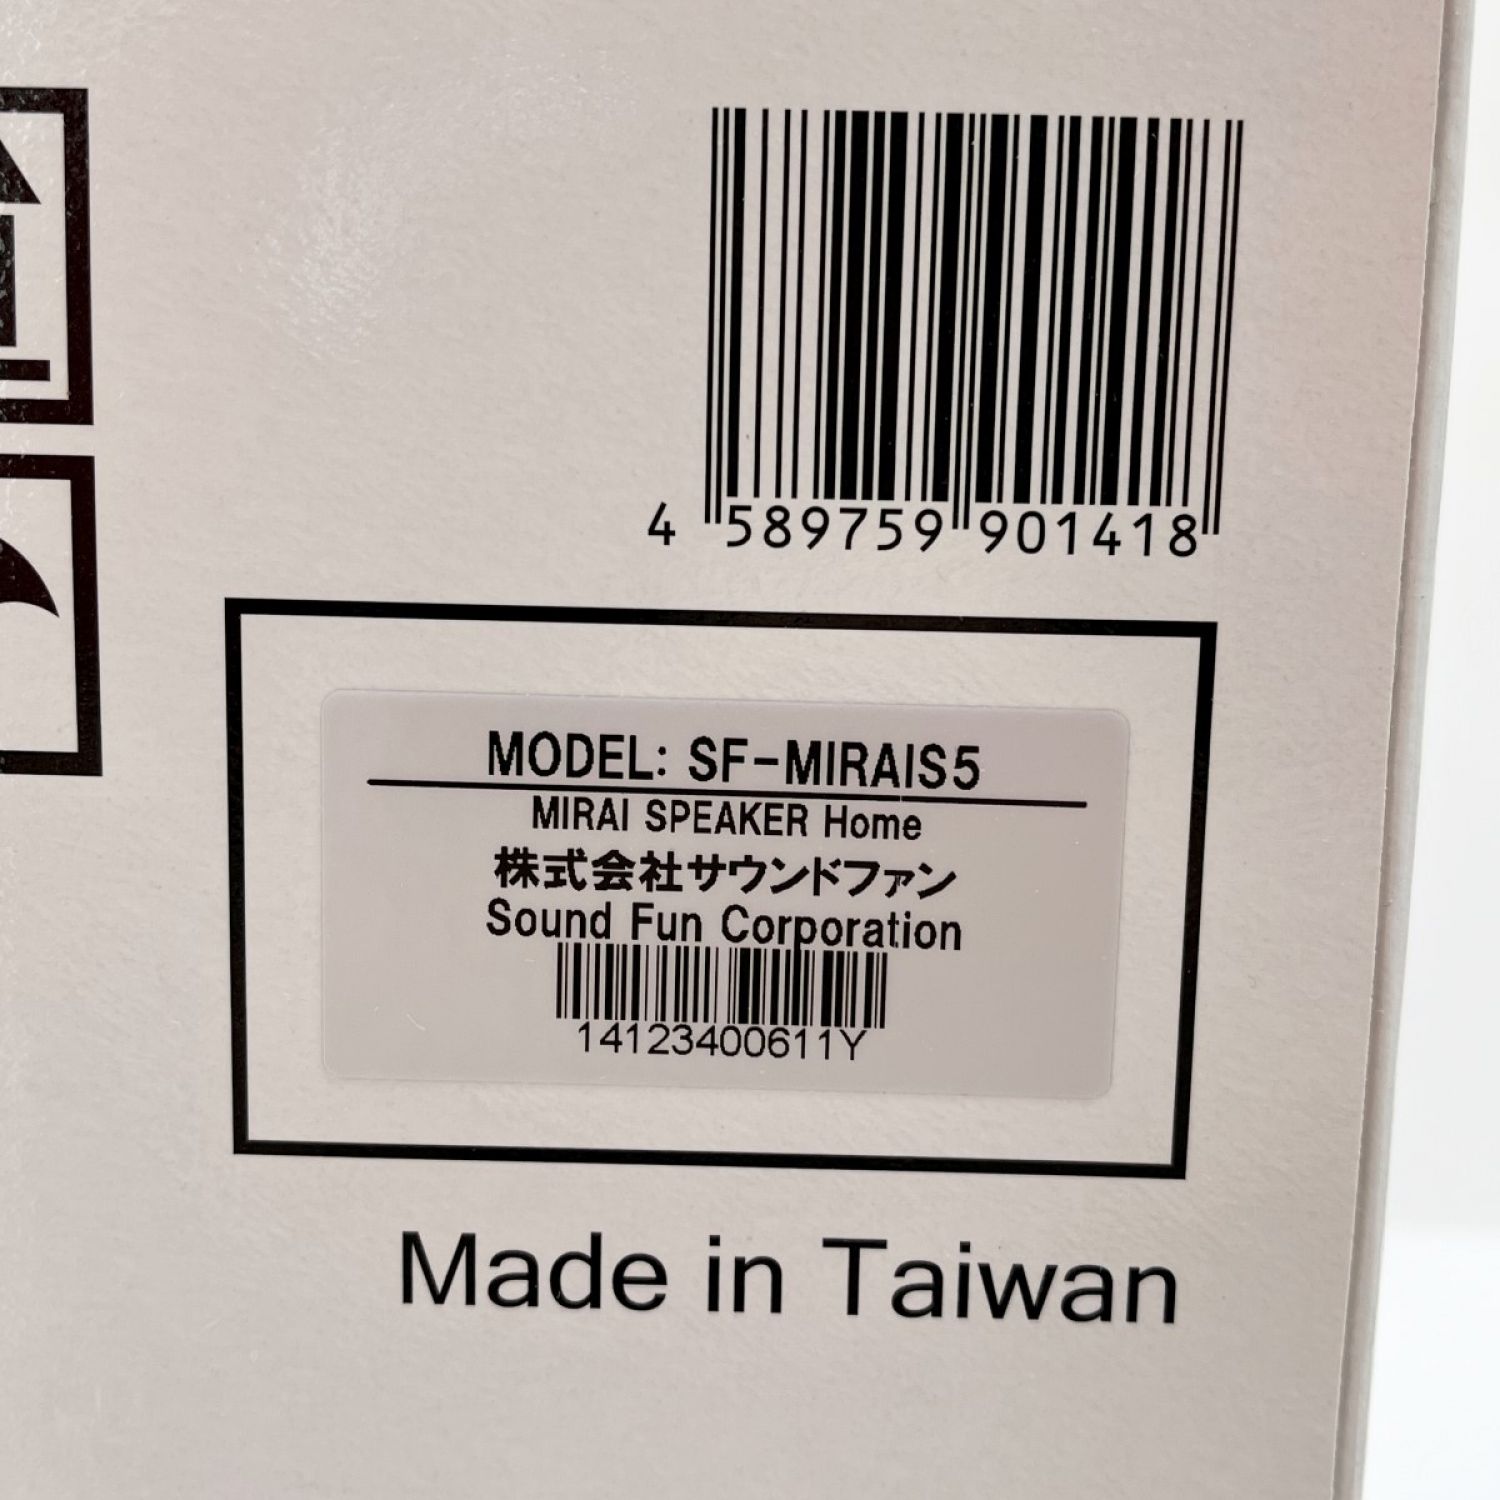 4 589759 901418
MODEL: SF-MIRAIS5
MIRAI SPEAKER Home
株式会社サウンドファン
Sound Fun Corporation
14123400611Y
Made in Taiwan